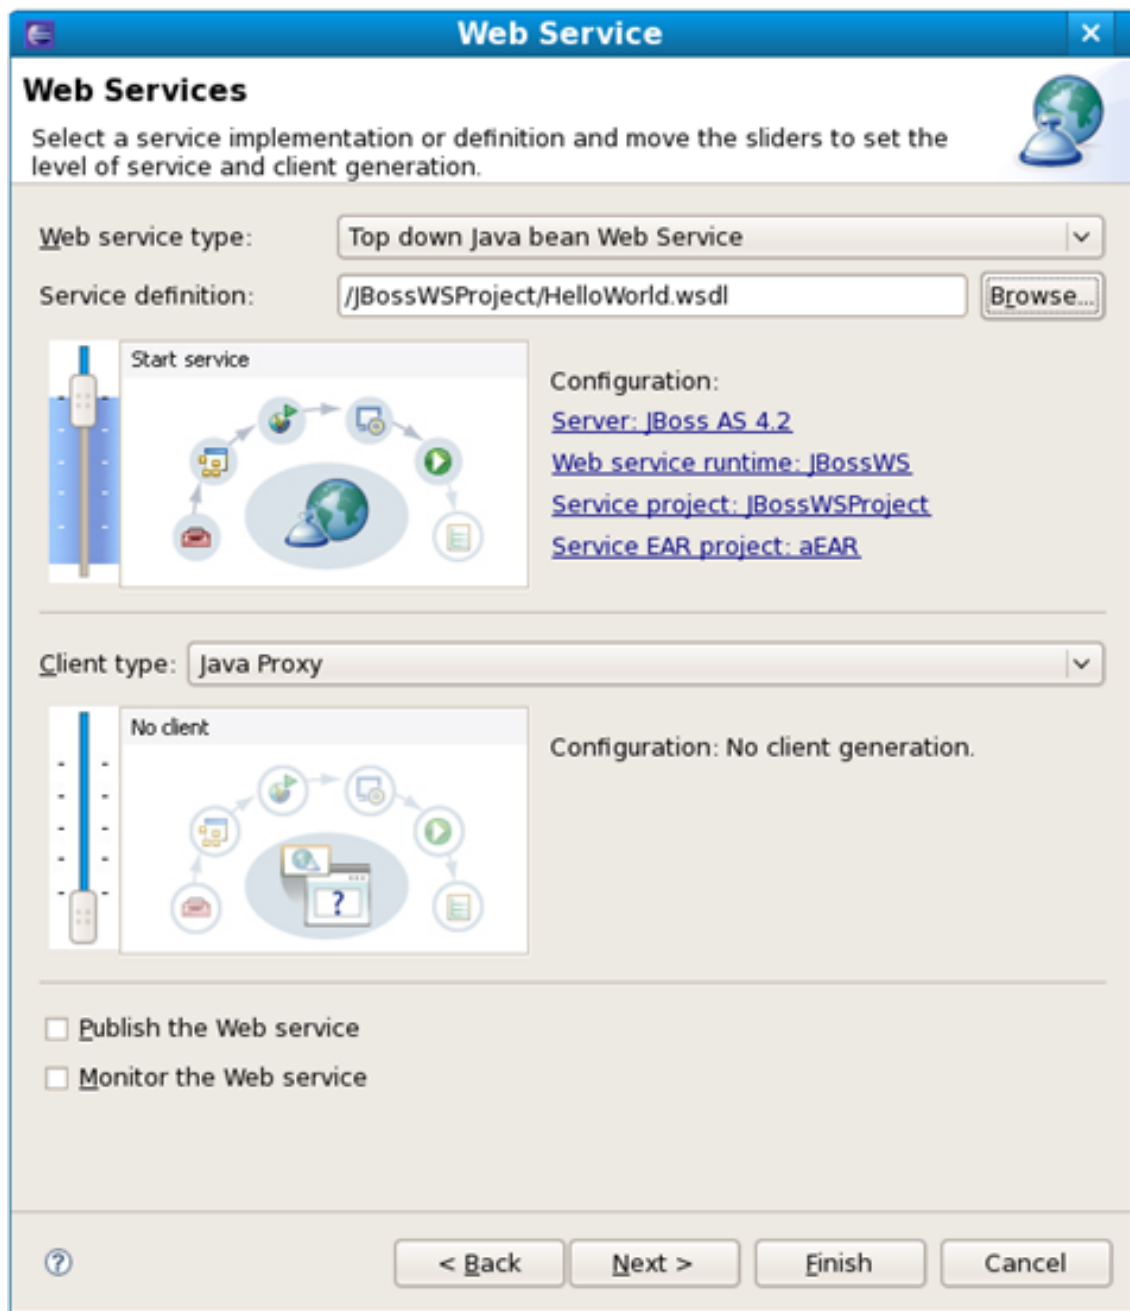 Web Service
Web Services
Select a service implementation or definition and move the sliders to set the
level of service and client generation.
Web service type: Top down Java bean Web Service
Service definition: /JBossWSProject/HelloWorld.wsdl Browse...
Start service
Configuration:
Server: JBoss AS 4.2
Web service runtime: JBossWS
Service project: JBossWSProject
Service EAR project: aEAR
Client type: Java Proxy
No client
Configuration: No client generation.
?
Publish the Web service
Monitor the Web service
? < Back Next > Finish Cancel